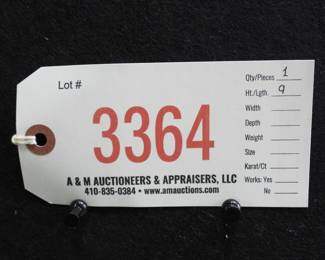 Lot #
3364
A & M AUCTIONEERS & APPRAISERS, LLC
410-835-0384 • www.amauctions.com
Qty/Pieces 1
Ht./Lgth. 9
Width
Depth
Weight
Size
Karat/Ct
Works: Yes
No